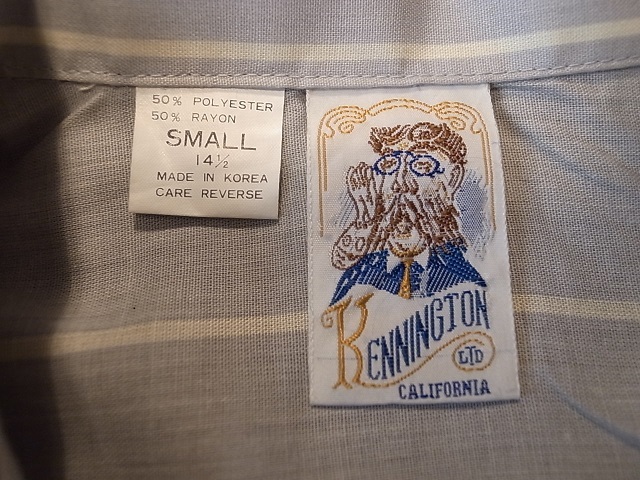 50% POLYESTER
50% RAYON
SMALL
14½
MADE IN KOREA
CARE REVERSE
KENNINGTON
LTD
CALIFORNIA